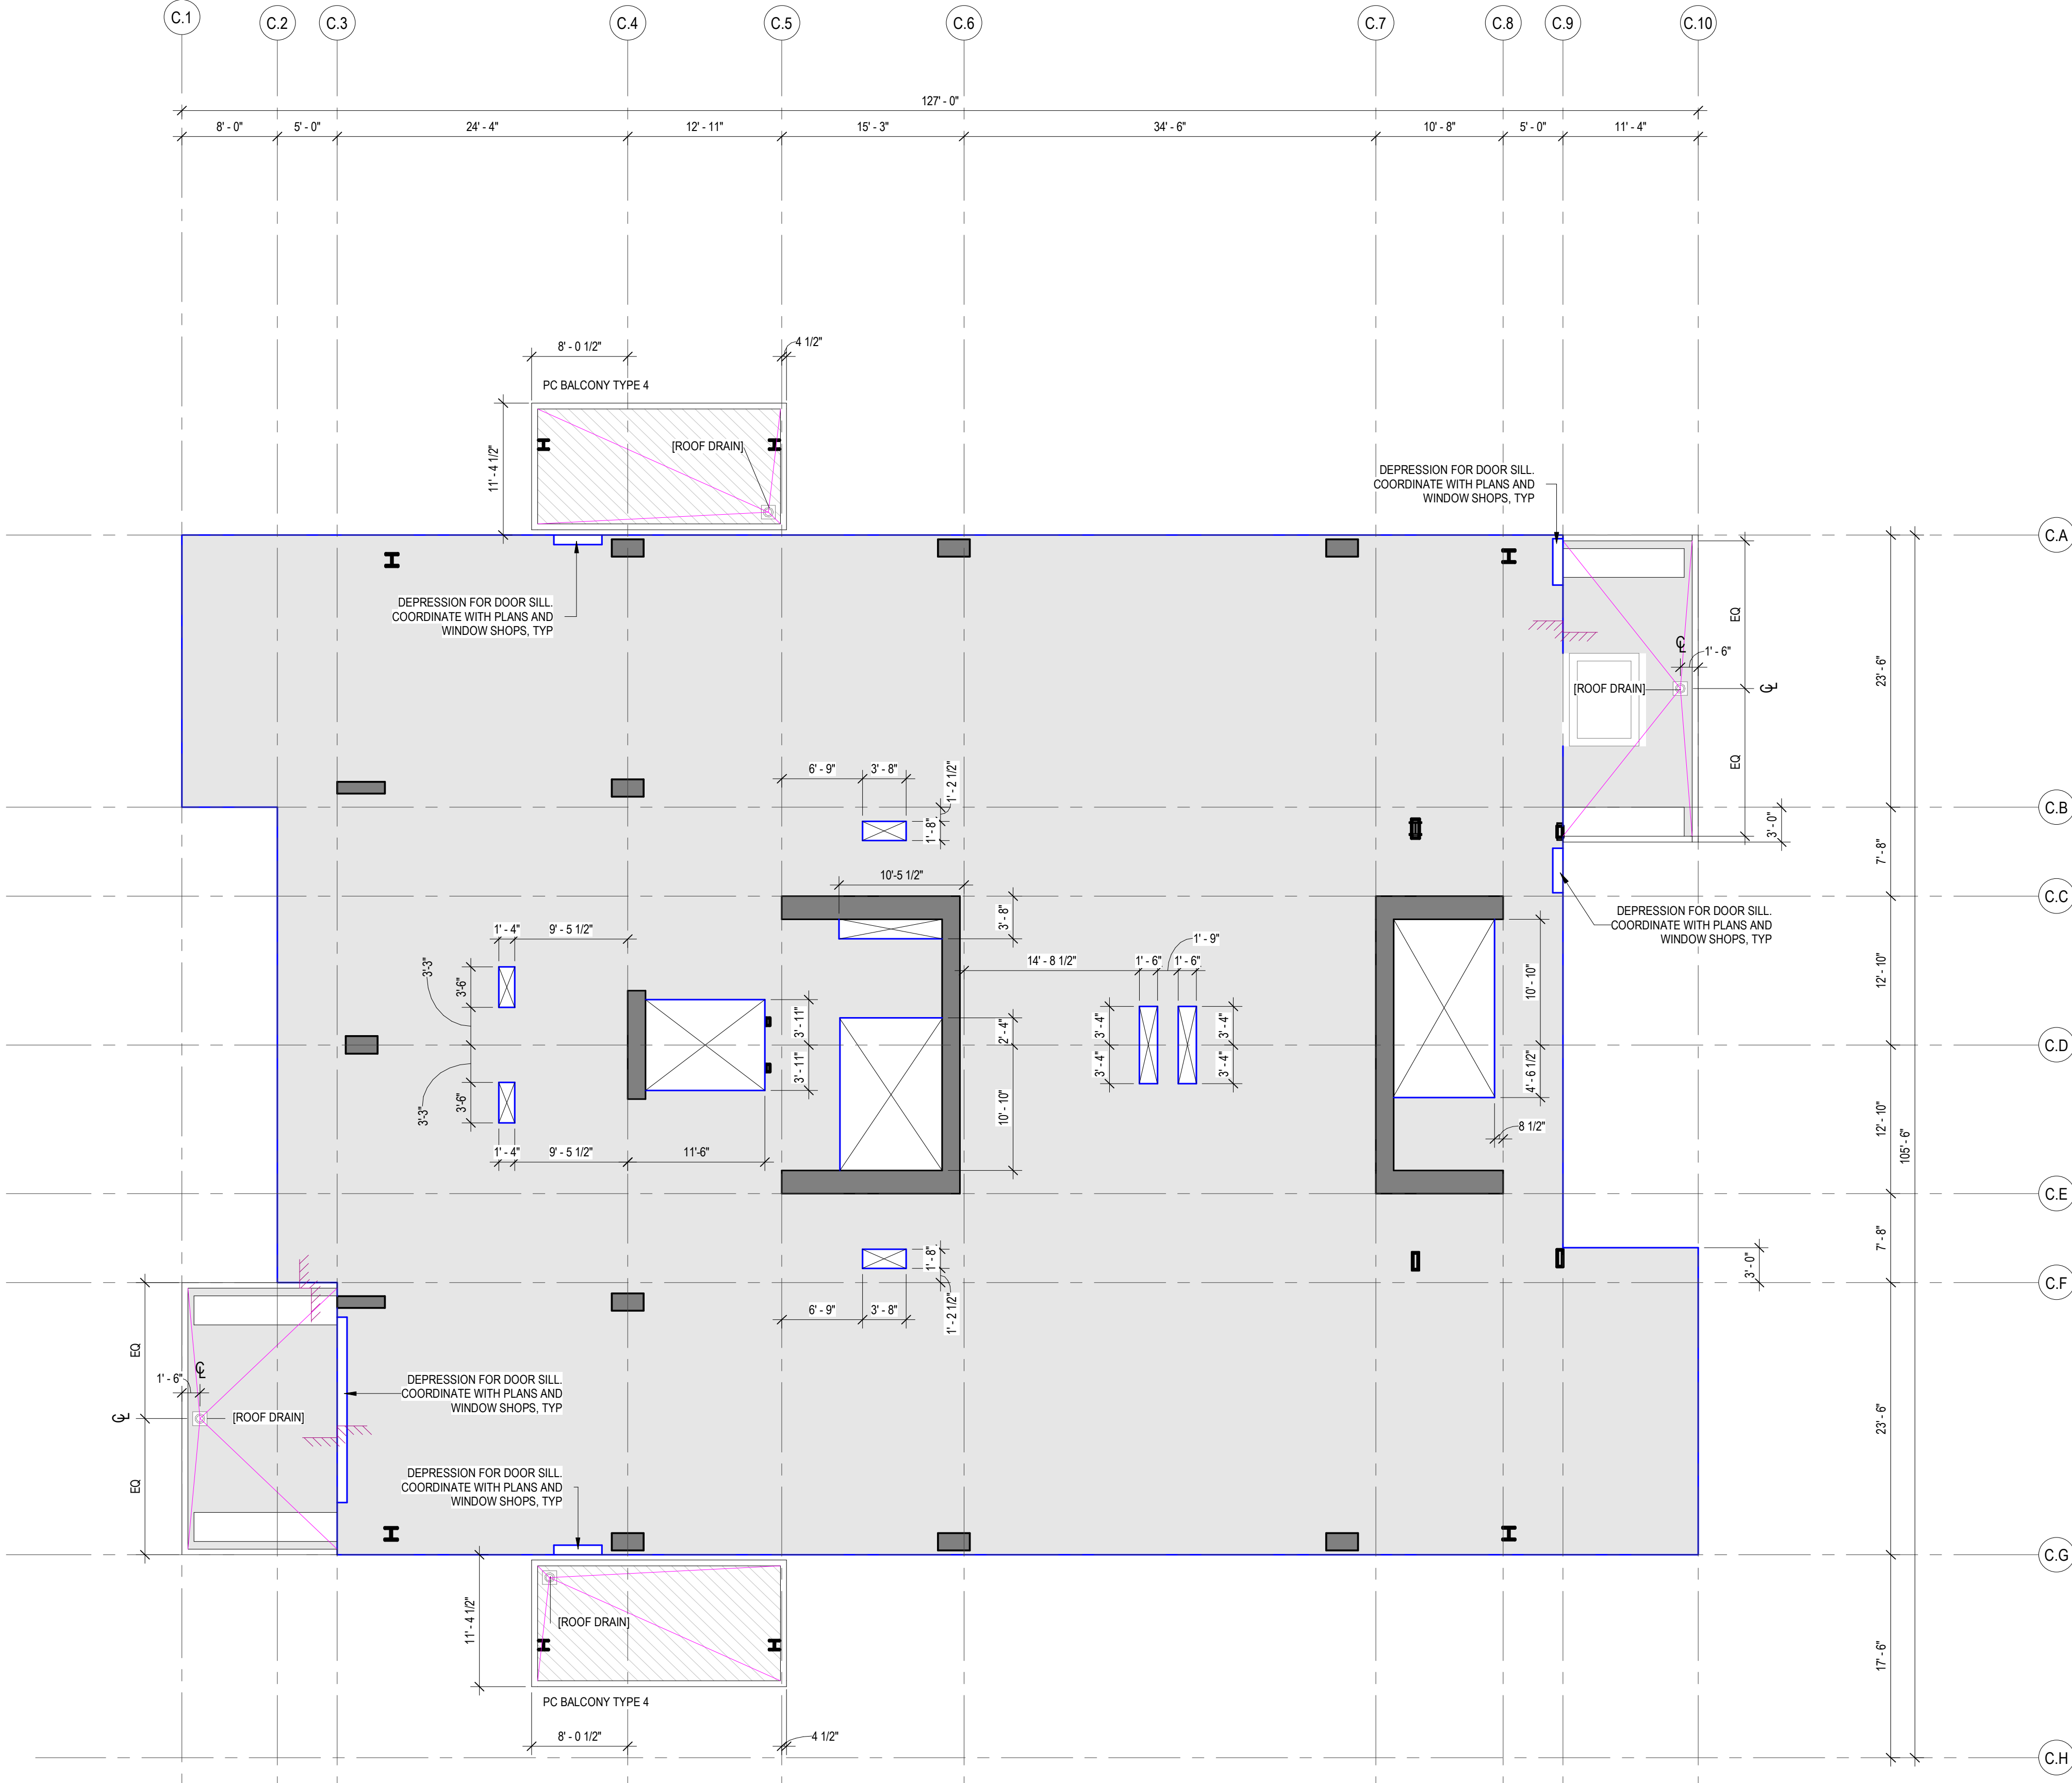 C.1
C.2
C.3
C.4
C.5
C.6
C.7
C.8
C.9
C.10
127' - 0"
8' - 0"
5' - 0"
24' - 4"
12' - 11"
15' - 3"
34' - 6"
10' - 8"
5' - 0"
11' - 4"
8' - 0 1/2"
4 1/2"
PC BALCONY TYPE 4
11' - 4 1/2"
[ROOF DRAIN]
DEPRESSION FOR DOOR SILL.
COORDINATE WITH PLANS AND
WINDOW SHOPS, TYP
C.A
DEPRESSION FOR DOOR SILL.
COORDINATE WITH PLANS AND
WINDOW SHOPS, TYP
EQ
CL
1' - 6"
[ROOF DRAIN]
CL
23' - 6"
EQ
6' - 9"
3' - 8"
1' - 2 1/2"
1' - 8"
C.B
3' - 0"
7' - 8"
10'-5 1/2"
3' - 8"
C.C
DEPRESSION FOR DOOR SILL.
COORDINATE WITH PLANS AND
WINDOW SHOPS, TYP
1' - 4"
9' - 5 1/2"
3'-3"
3'-6"
14' - 8 1/2"
1' - 6"
1' - 6"
1' - 9"
10' - 10"
12' - 10"
3' - 11"
2' - 4"
3' - 4"
3' - 4"
C.D
3' - 11"
3' - 4"
3' - 4"
4' - 6 1/2"
3'-3"
3'-6"
10' - 10"
8 1/2"
12' - 10"
105' - 6"
1' - 4"
9' - 5 1/2"
11'-6"
C.E
1' - 8"
7' - 8"
3' - 0"
C.F
6' - 9"
3' - 8"
1' - 2 1/2"
EQ
CL
1' - 6"
DEPRESSION FOR DOOR SILL.
COORDINATE WITH PLANS AND
WINDOW SHOPS, TYP
CL
[ROOF DRAIN]
23' - 6"
EQ
DEPRESSION FOR DOOR SILL.
COORDINATE WITH PLANS AND
WINDOW SHOPS, TYP
C.G
11' - 4 1/2"
[ROOF DRAIN]
17' - 6"
PC BALCONY TYPE 4
8' - 0 1/2"
4 1/2"
C.H